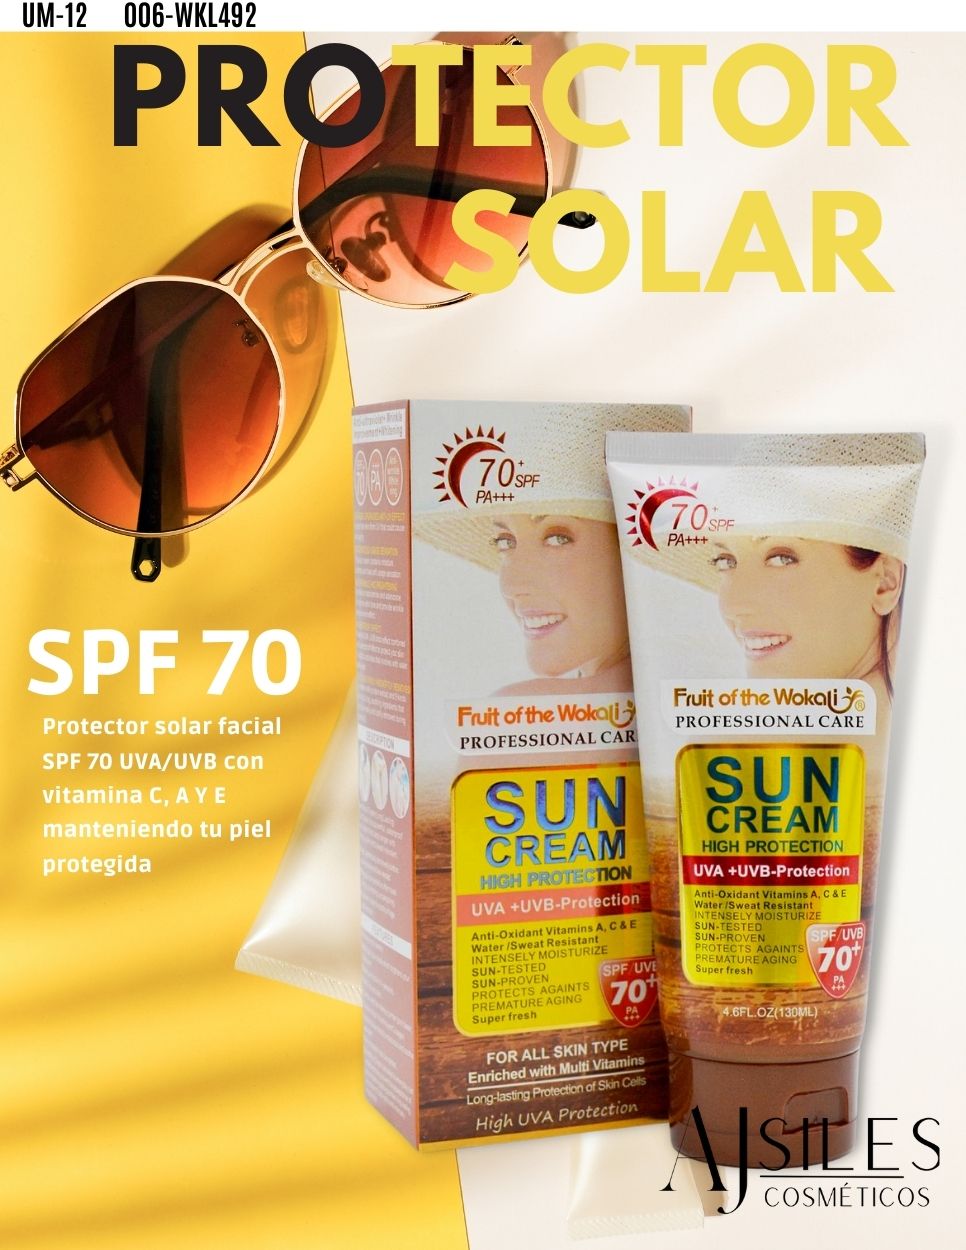 UM-12 006-WKL492
PROTECTOR
SOLAR
SPF 70
Protector solar facial
SPF 70 UVA/UVB con
vitamina C, A Y E
manteniendo tu piel
protegida
70+ SPF
PA+++
Fruit of the Wokali
PROFESSIONAL CAR
SUN
CREAM
HIGH PROTECTION
UVA +UVB-Protection
Anti-Oxidant Vitamins A, C & E
Water /Sweat Resistant
INTENSELY MOISTURIZE
SUN-TESTED
SUN-PROVEN
PROTECTS AGAINTS
PREMATURE AGING
Super fresh
SPF/UVB
70+
PA
+++
FOR ALL SKIN TYPE
Enriched with Multi Vitamins
Long-lasting Protection of Skin Cells
High UVA Protection
DESCRIPTION
70+ SPF
PA+++
Fruit of the Wokali ®
PROFESSIONAL CARE
SUN
CREAM
HIGH PROTECTION
UVA +UVB-Protection
Anti-Oxidant Vitamins A, C & E
Water /Sweat Resistant
INTENSELY MOISTURIZE
SUN-TESTED
SUN-PROVEN
PROTECTS AGAINTS
PREMATURE AGING
Super fresh
SPF/UVB
70+
PA
+++
4.6FL.OZ(130ML)
AJSILES
COSMÉTICOS